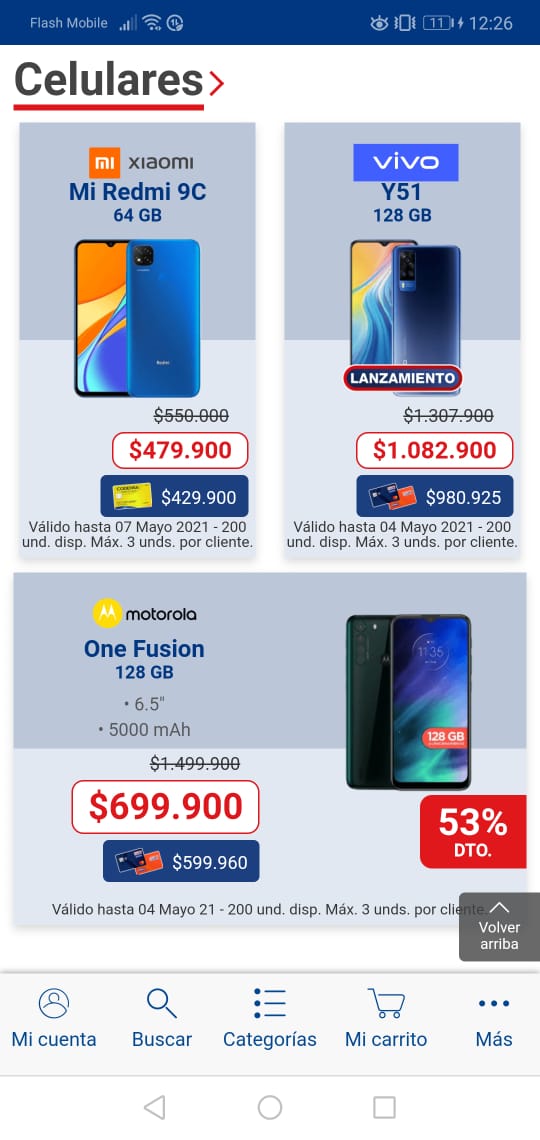 Flash Mobile
11
12:26
Celulares
mi xiaomi
Mi Redmi 9C
64 GB
Redmi
$550.000
$479.900
$429.900
Válido hasta 07 Mayo 2021 - 200
und. disp. Máx. 3 unds. por cliente.
vivo
Y51
128 GB
LANZAMIENTO
$1.307.900
$1.082.900
$980.925
Válido hasta 04 Mayo 2021 - 200
und. disp. Máx. 3 unds. por cliente.
motorola
One Fusion
128 GB
• 6.5"
• 5000 mAh
11:35
128 GB
$1.499.900
$699.900
$599.960
53%
DTO.
Válido hasta 04 Mayo 21 - 200 und. disp. Máx. 3 unds. por cliente.
Volver
arriba
Mi cuenta
Buscar
Categorías
Mi carrito
Más